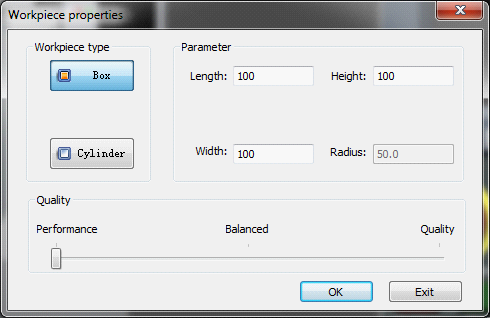 Workpiece properties
Workpiece type
Box
Cylinder
Parameter
Length: 100 Height: 100
Width: 100 Radius: 50.0
Quality
Performance Balanced Quality
OK Exit